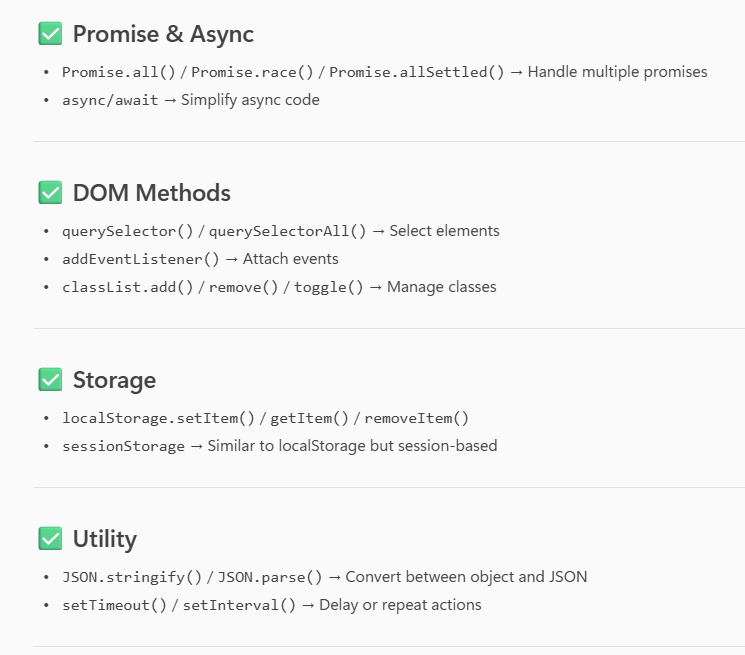 ✅ Promise & Async
• Promise.all() / Promise.race() / Promise.allSettled() → Handle multiple promises
• async/await → Simplify async code
✅ DOM Methods
• querySelector() / querySelectorAll() → Select elements
• addEventListener() → Attach events
• classList.add() / remove() / toggle() → Manage classes
✅ Storage
• localStorage.setItem() / getItem() / removeItem()
• sessionStorage → Similar to localStorage but session-based
✅ Utility
• JSON.stringify() / JSON.parse() → Convert between object and JSON
• setTimeout() / setInterval() → Delay or repeat actions